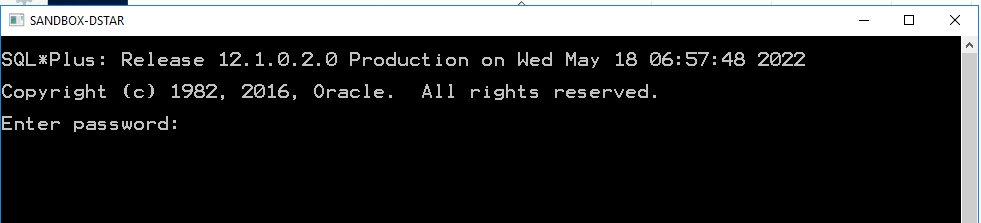 SANDBOX-DSTAR
SQL*Plus: Release 12.1.0.2.0 Production on Wed May 18 06:57:48 2022
Copyright (c) 1982, 2016, Oracle.  All rights reserved.
Enter password: